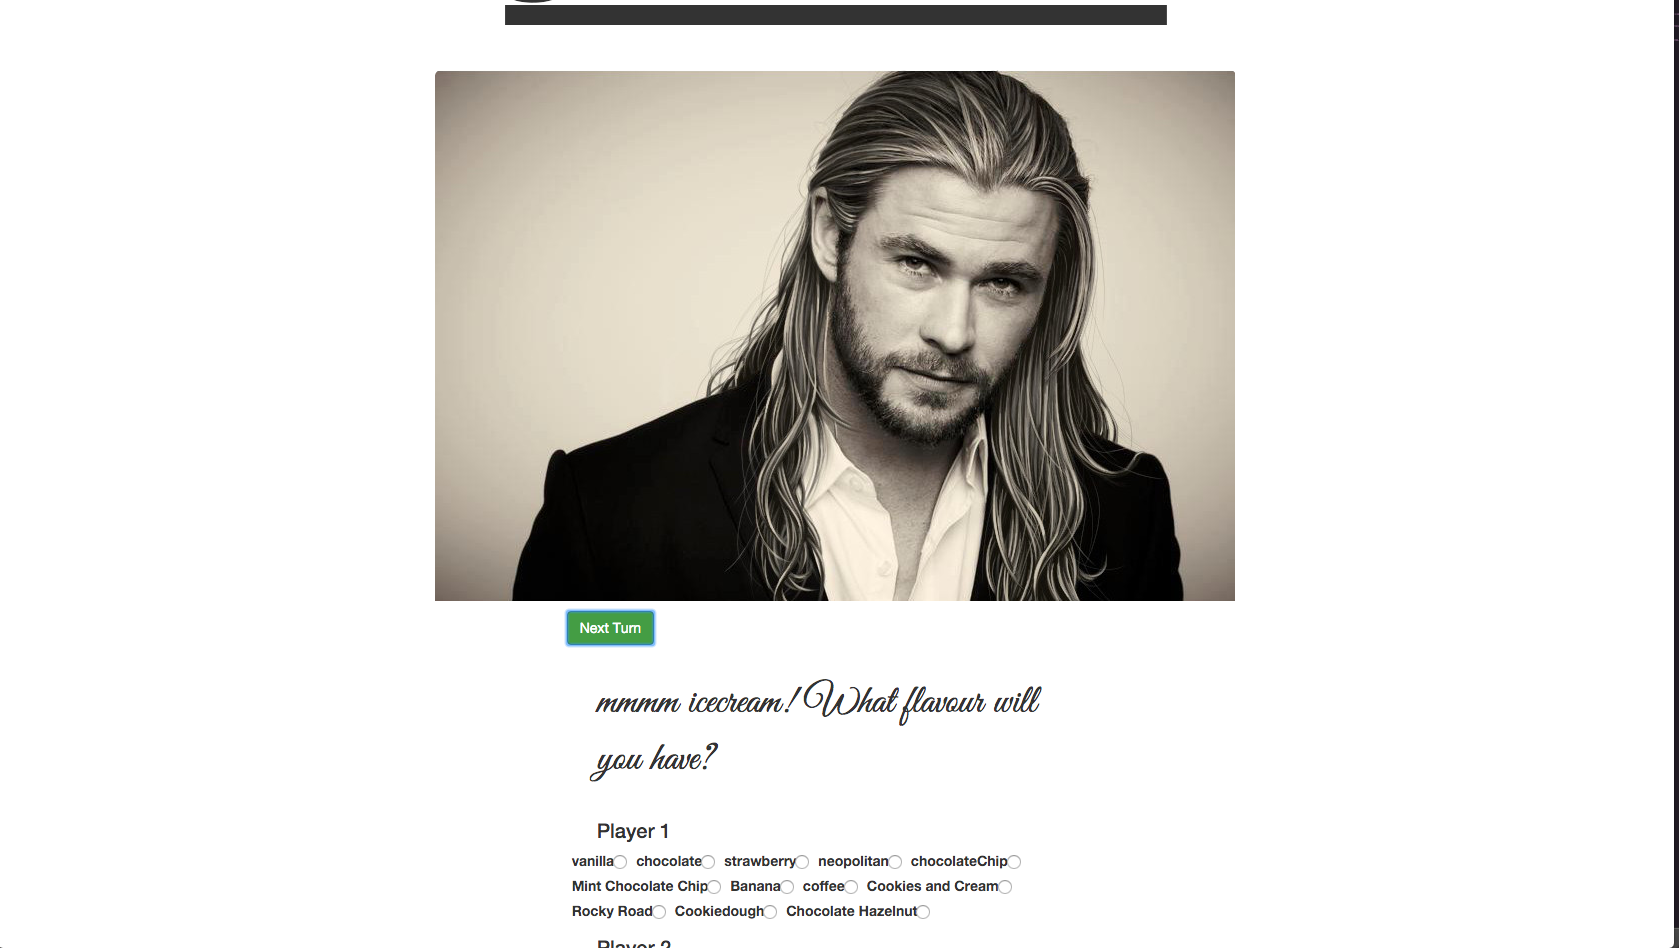 Next Turn
mmmm icecream! What flavour will
you have?
Player 1
vanilla chocolate strawberry neopolitan chocolateChip
Mint Chocolate Chip Banana coffee Cookies and Cream
Rocky Road Cookiedough Chocolate Hazelnut
Player 2